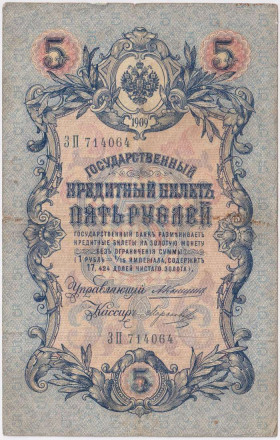 5 5
1909
ЗП 714064
ГОСУДАРСТВЕННЫЙ
КРЕДИТНЫЙ БИЛЕТЪ
ПЯТЬ РУБЛЕЙ
ГОСУДАРСТВЕННЫЙ БАНКЪ РАЗМѢНИВАЕТЪ
КРЕДИТНЫЕ БИЛЕТЫ НА ЗОЛОТУЮ МОНЕТУ
БЕЗЪ ОГРАНИЧЕНІЯ СУММЫ
(1 РУБЛЬ = 1/15 ИМПЕРІАЛА, СОДЕРЖИТЪ
17,424 ДОЛЕЙ ЧИСТАГО ЗОЛОТА).
Управляющій
Кассиръ
ЗП 714064
5